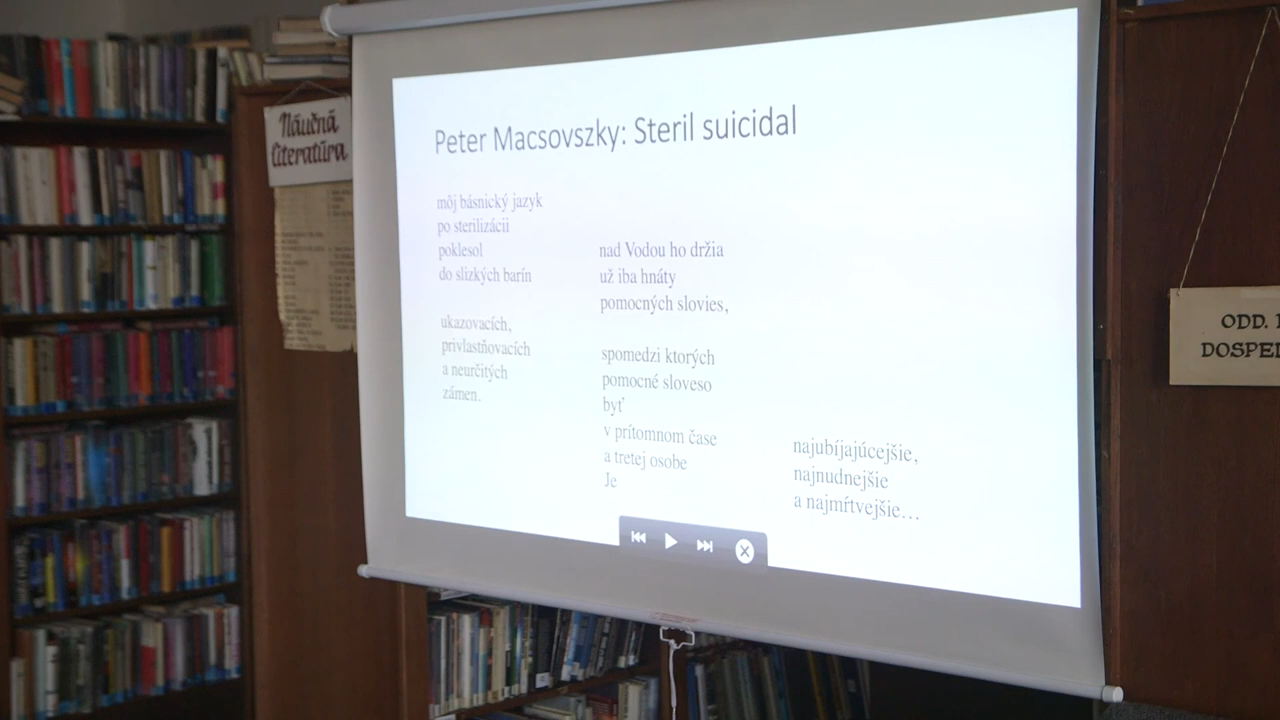 Náučná
literatúra
Peter Macsovszky: Steril suicidal
môj básnický jazyk
po sterilizácii
poklesol
do slizkých barín
ukazovacích,
privlastňovacích
a neurčitých
zámen.
nad Vodou ho držia
už iba hnáty
pomocných slovies,
spomedzi ktorých
pomocné sloveso
byť
v prítomnom čase
a tretej osobe
Je
najubíjajúcejšie,
najnudnejšie
a najmŕtvejšie…
ODD.
DOSPE